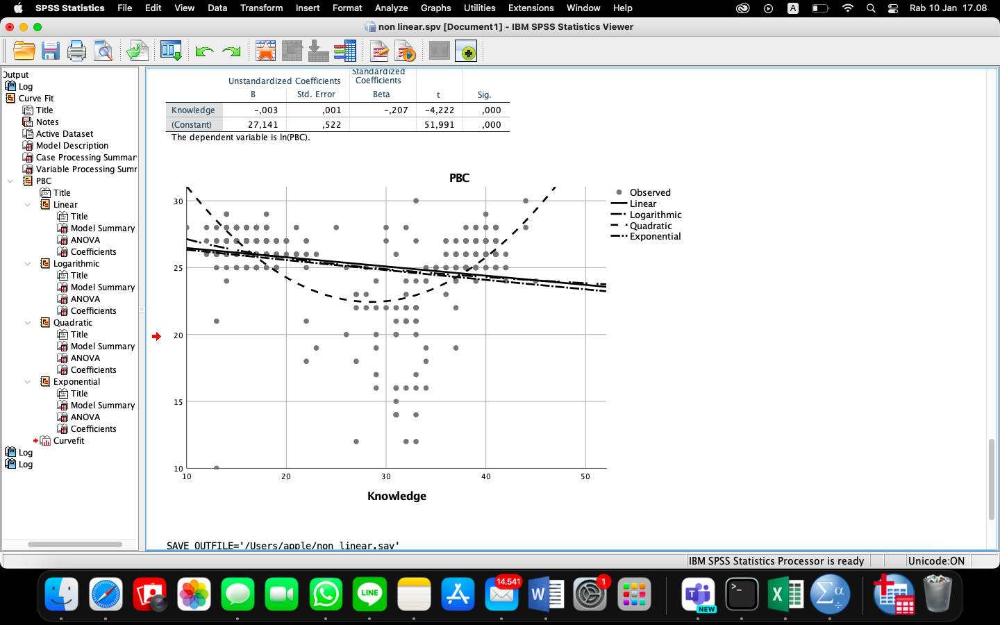 SPSS Statistics File Edit View Data Transform Insert Format Analyze Graphs Utilities Extensions Window Help A Rab 10 Jan 17.08
non linear.spv [Document1] - IBM SPSS Statistics Viewer
Output
Log
Curve Fit
Title
Notes
Active Dataset
Model Description
Case Processing Summar
Variable Processing Sumr
PBC
Title
Linear
Title
Model Summary
ANOVA
Coefficients
Logarithmic
Title
Model Summary
ANOVA
Coefficients
Quadratic
Title
Model Summary
ANOVA
Coefficients
Exponential
Title
Model Summary
ANOVA
Coefficients
Curvefit
Log
Log
Unstandardized Coefficients
Standardized
Coefficients
B Std. Error Beta t Sig.
Knowledge -,003 ,001 -,207 -4,222 ,000
(Constant) 27,141 ,522 51,991 ,000
The dependent variable is ln(PBC).
PBC
30
25
20
15
10
10 20 30 40 50
Knowledge
Observed
Linear
Logarithmic
Quadratic
Exponential
SAVE OUTFILE='/Users/apple/non linear.sav'
IBM SPSS Statistics Processor is ready Unicode:ON
LINE
14.541
W
1
T
NEW
>_
X
Σα